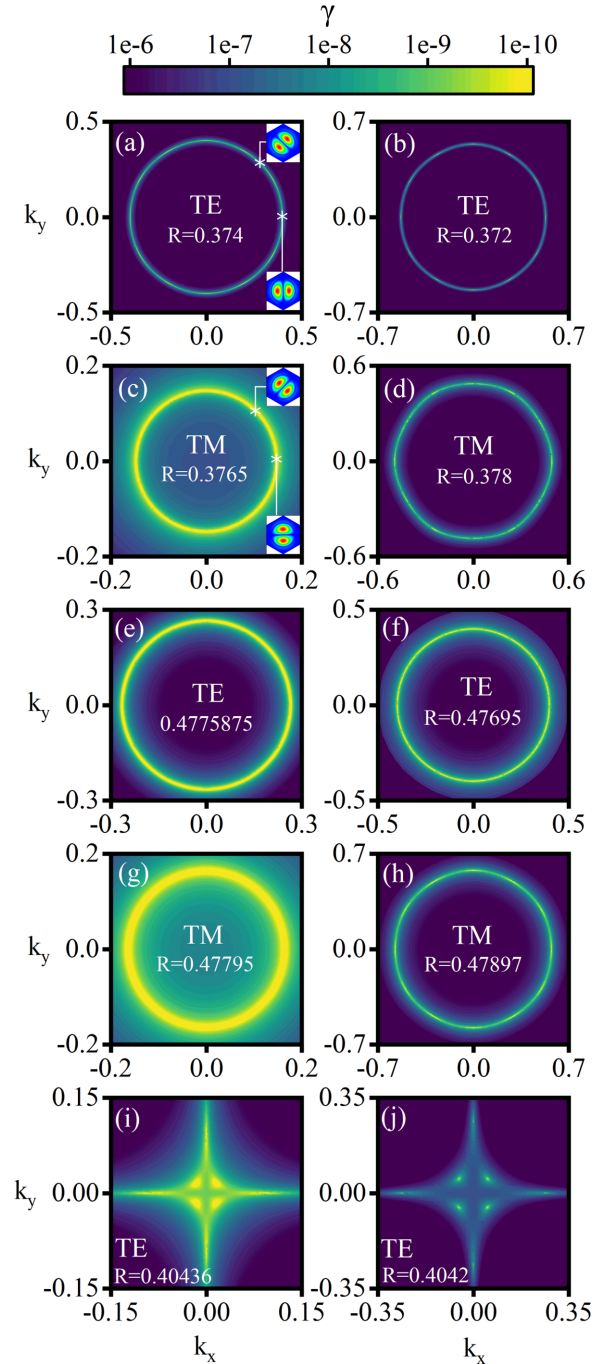 γ
1e-6 1e-7 1e-8 1e-9 1e-10
0.5 0.7
(a) (b)
k_y 0.0 TE 0.0 TE
R=0.374 R=0.372
-0.5 -0.7
-0.5 0.0 0.5 -0.7 0.0 0.7
0.2 0.6
(c) (d)
k_y 0.0 TM 0.0 TM
R=0.3765 R=0.378
-0.2 -0.6
-0.2 0.0 0.2 -0.6 0.0 0.6
0.3 0.5
(e) (f)
k_y 0.0 TE 0.0 TE
0.4775875 R=0.47695
-0.3 -0.5
-0.3 0.0 0.3 -0.5 0.0 0.5
0.2 0.7
(g) (h)
k_y 0.0 TM 0.0 TM
R=0.47795 R=0.47897
-0.2 -0.7
-0.2 0.0 0.2 -0.7 0.0 0.7
0.15 0.35
(i) (j)
k_y 0.00 0.00
TE TE
R=0.40436 R=0.4042
-0.15 -0.35
-0.15 0.00 0.15 -0.35 0.00 0.35
k_x k_x